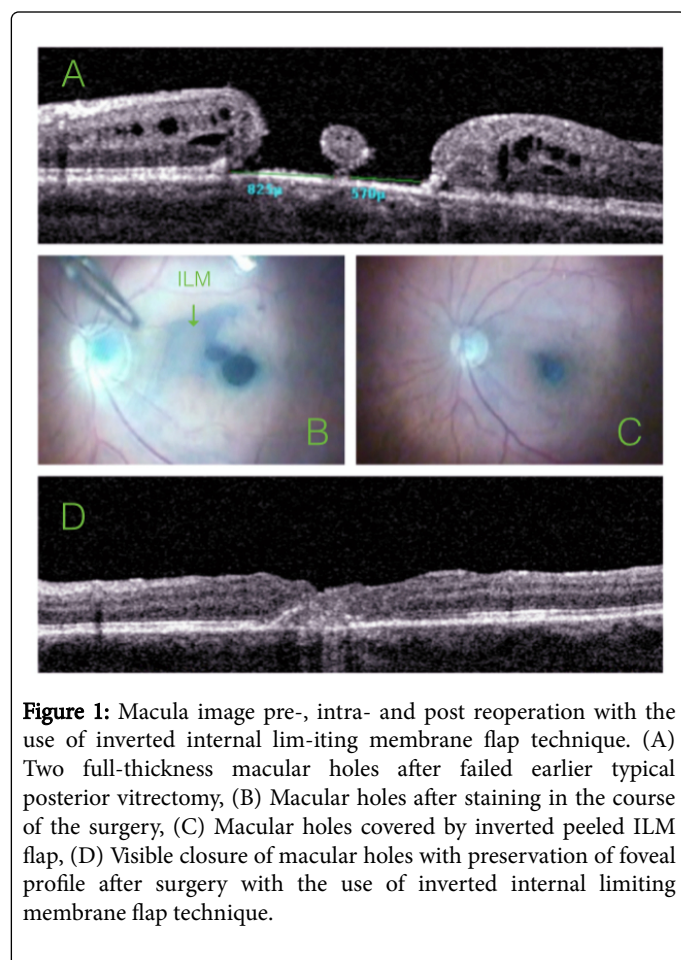 A
825µ 570µ
ILM
B
C
D
Figure 1: Macula image pre-, intra- and post reoperation with the
use of inverted internal lim-iting membrane flap technique. (A)
Two full-thickness macular holes after failed earlier typical
posterior vitrectomy, (B) Macular holes after staining in the course
of the surgery, (C) Macular holes covered by inverted peeled ILM
flap, (D) Visible closure of macular holes with preservation of foveal
profile after surgery with the use of inverted internal limiting
membrane flap technique.